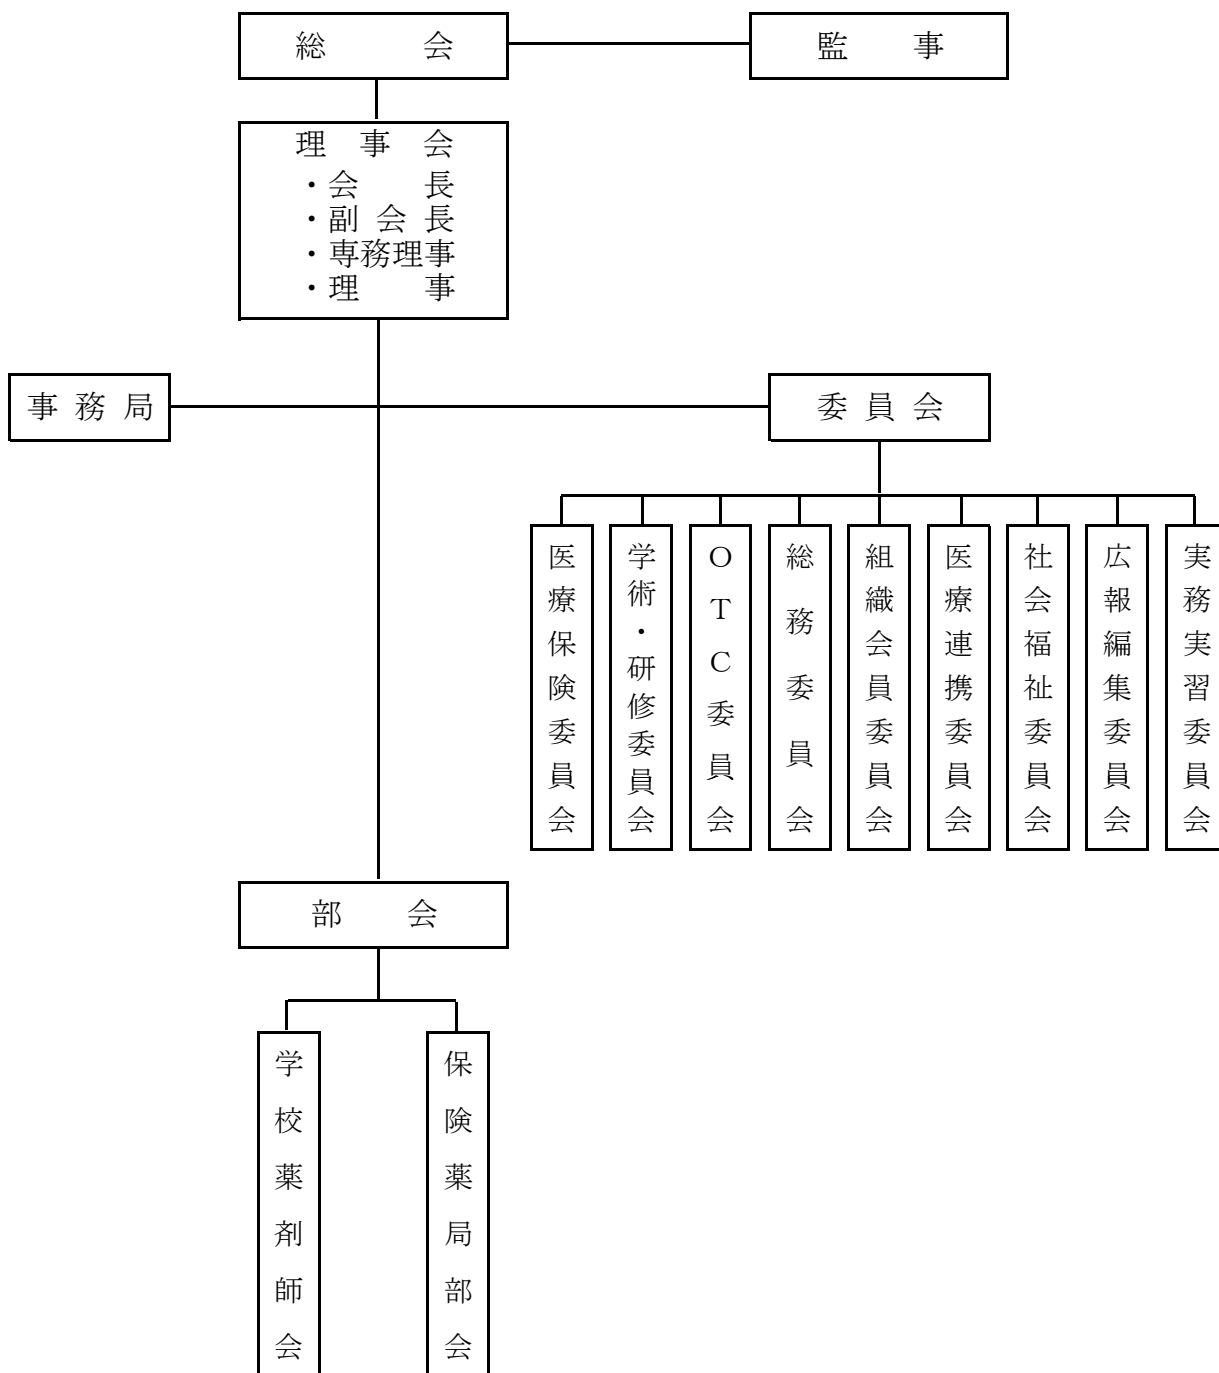 総会
監事
理事会
・会長
・副会長
・専務理事
・理事
事務局
委員会
医療保険委員会
学術・研修委員会
OTC委員会
総務委員会
組織会員委員会
医療連携委員会
社会福祉委員会
広報編集委員会
実務実習委員会
部会
学校薬剤師会
保険薬局部会